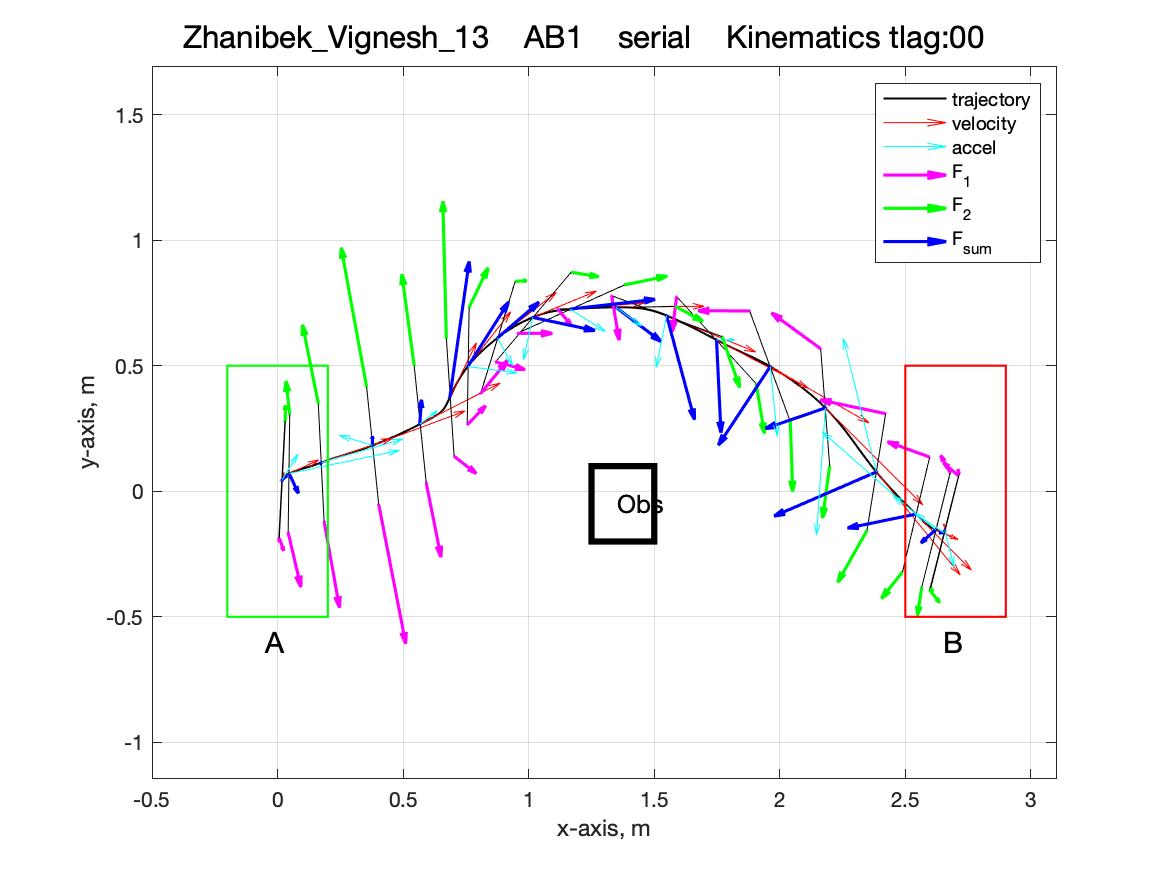 Zhanibek_Vignesh_13 AB1 serial Kinematics tlag:00
trajectory
velocity
accel
F1
F2
Fsum
1.5
1
0.5
0
-0.5
-1
y-axis, m
Obs
A
B
-0.5 0 0.5 1 1.5 2 2.5 3
x-axis, m